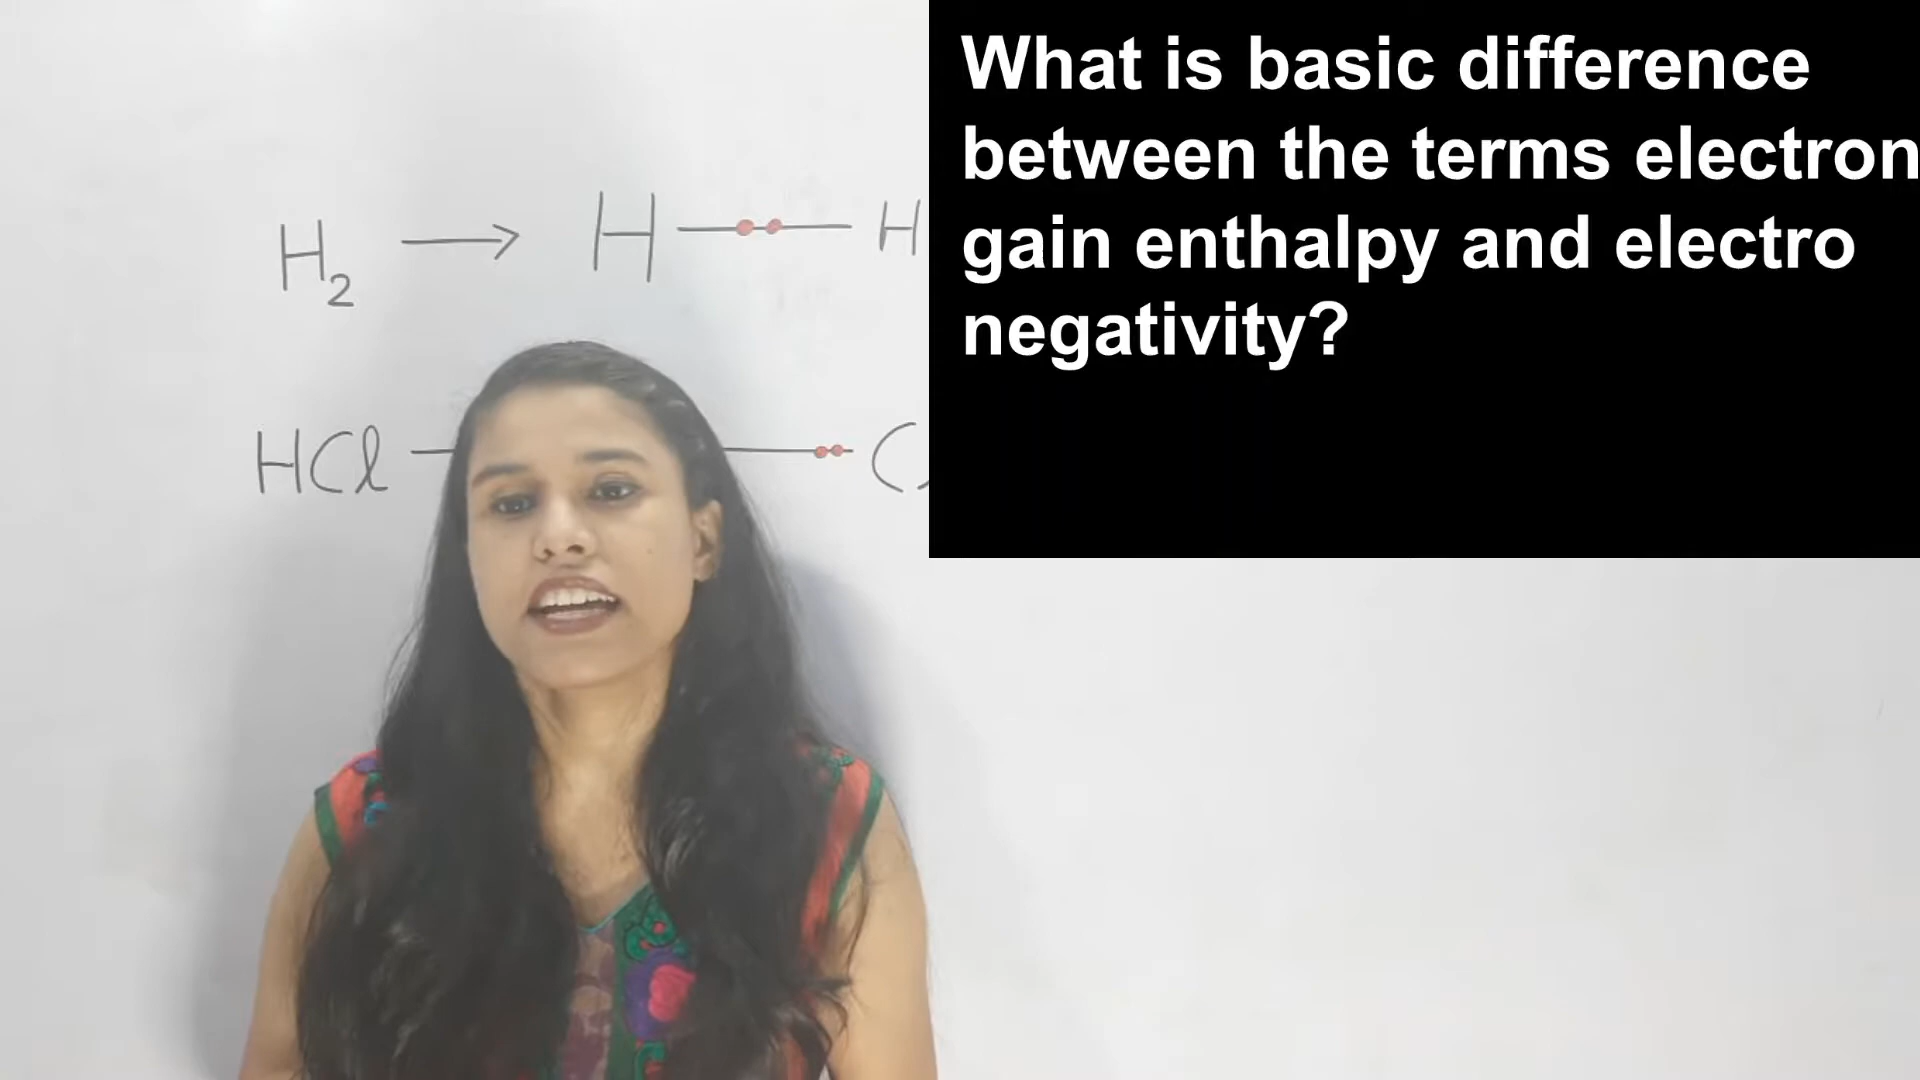 What is basic difference
between the terms electron
gain enthalpy and electro
negativity?
H₂ → H — H
HCl —